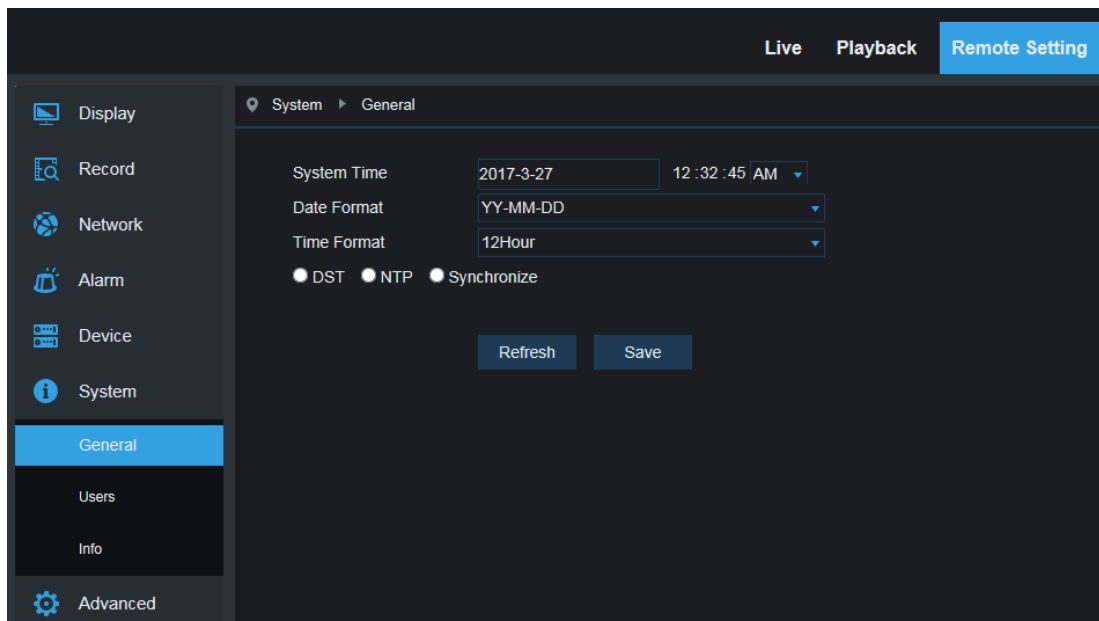 Live Playback Remote Setting
Display
Record
Network
Alarm
Device
System
General
Users
Info
Advanced
System General
System Time 2017-3-27 12 :32 :45 AM
Date Format YY-MM-DD
Time Format 12Hour
DST NTP Synchronize
Refresh Save